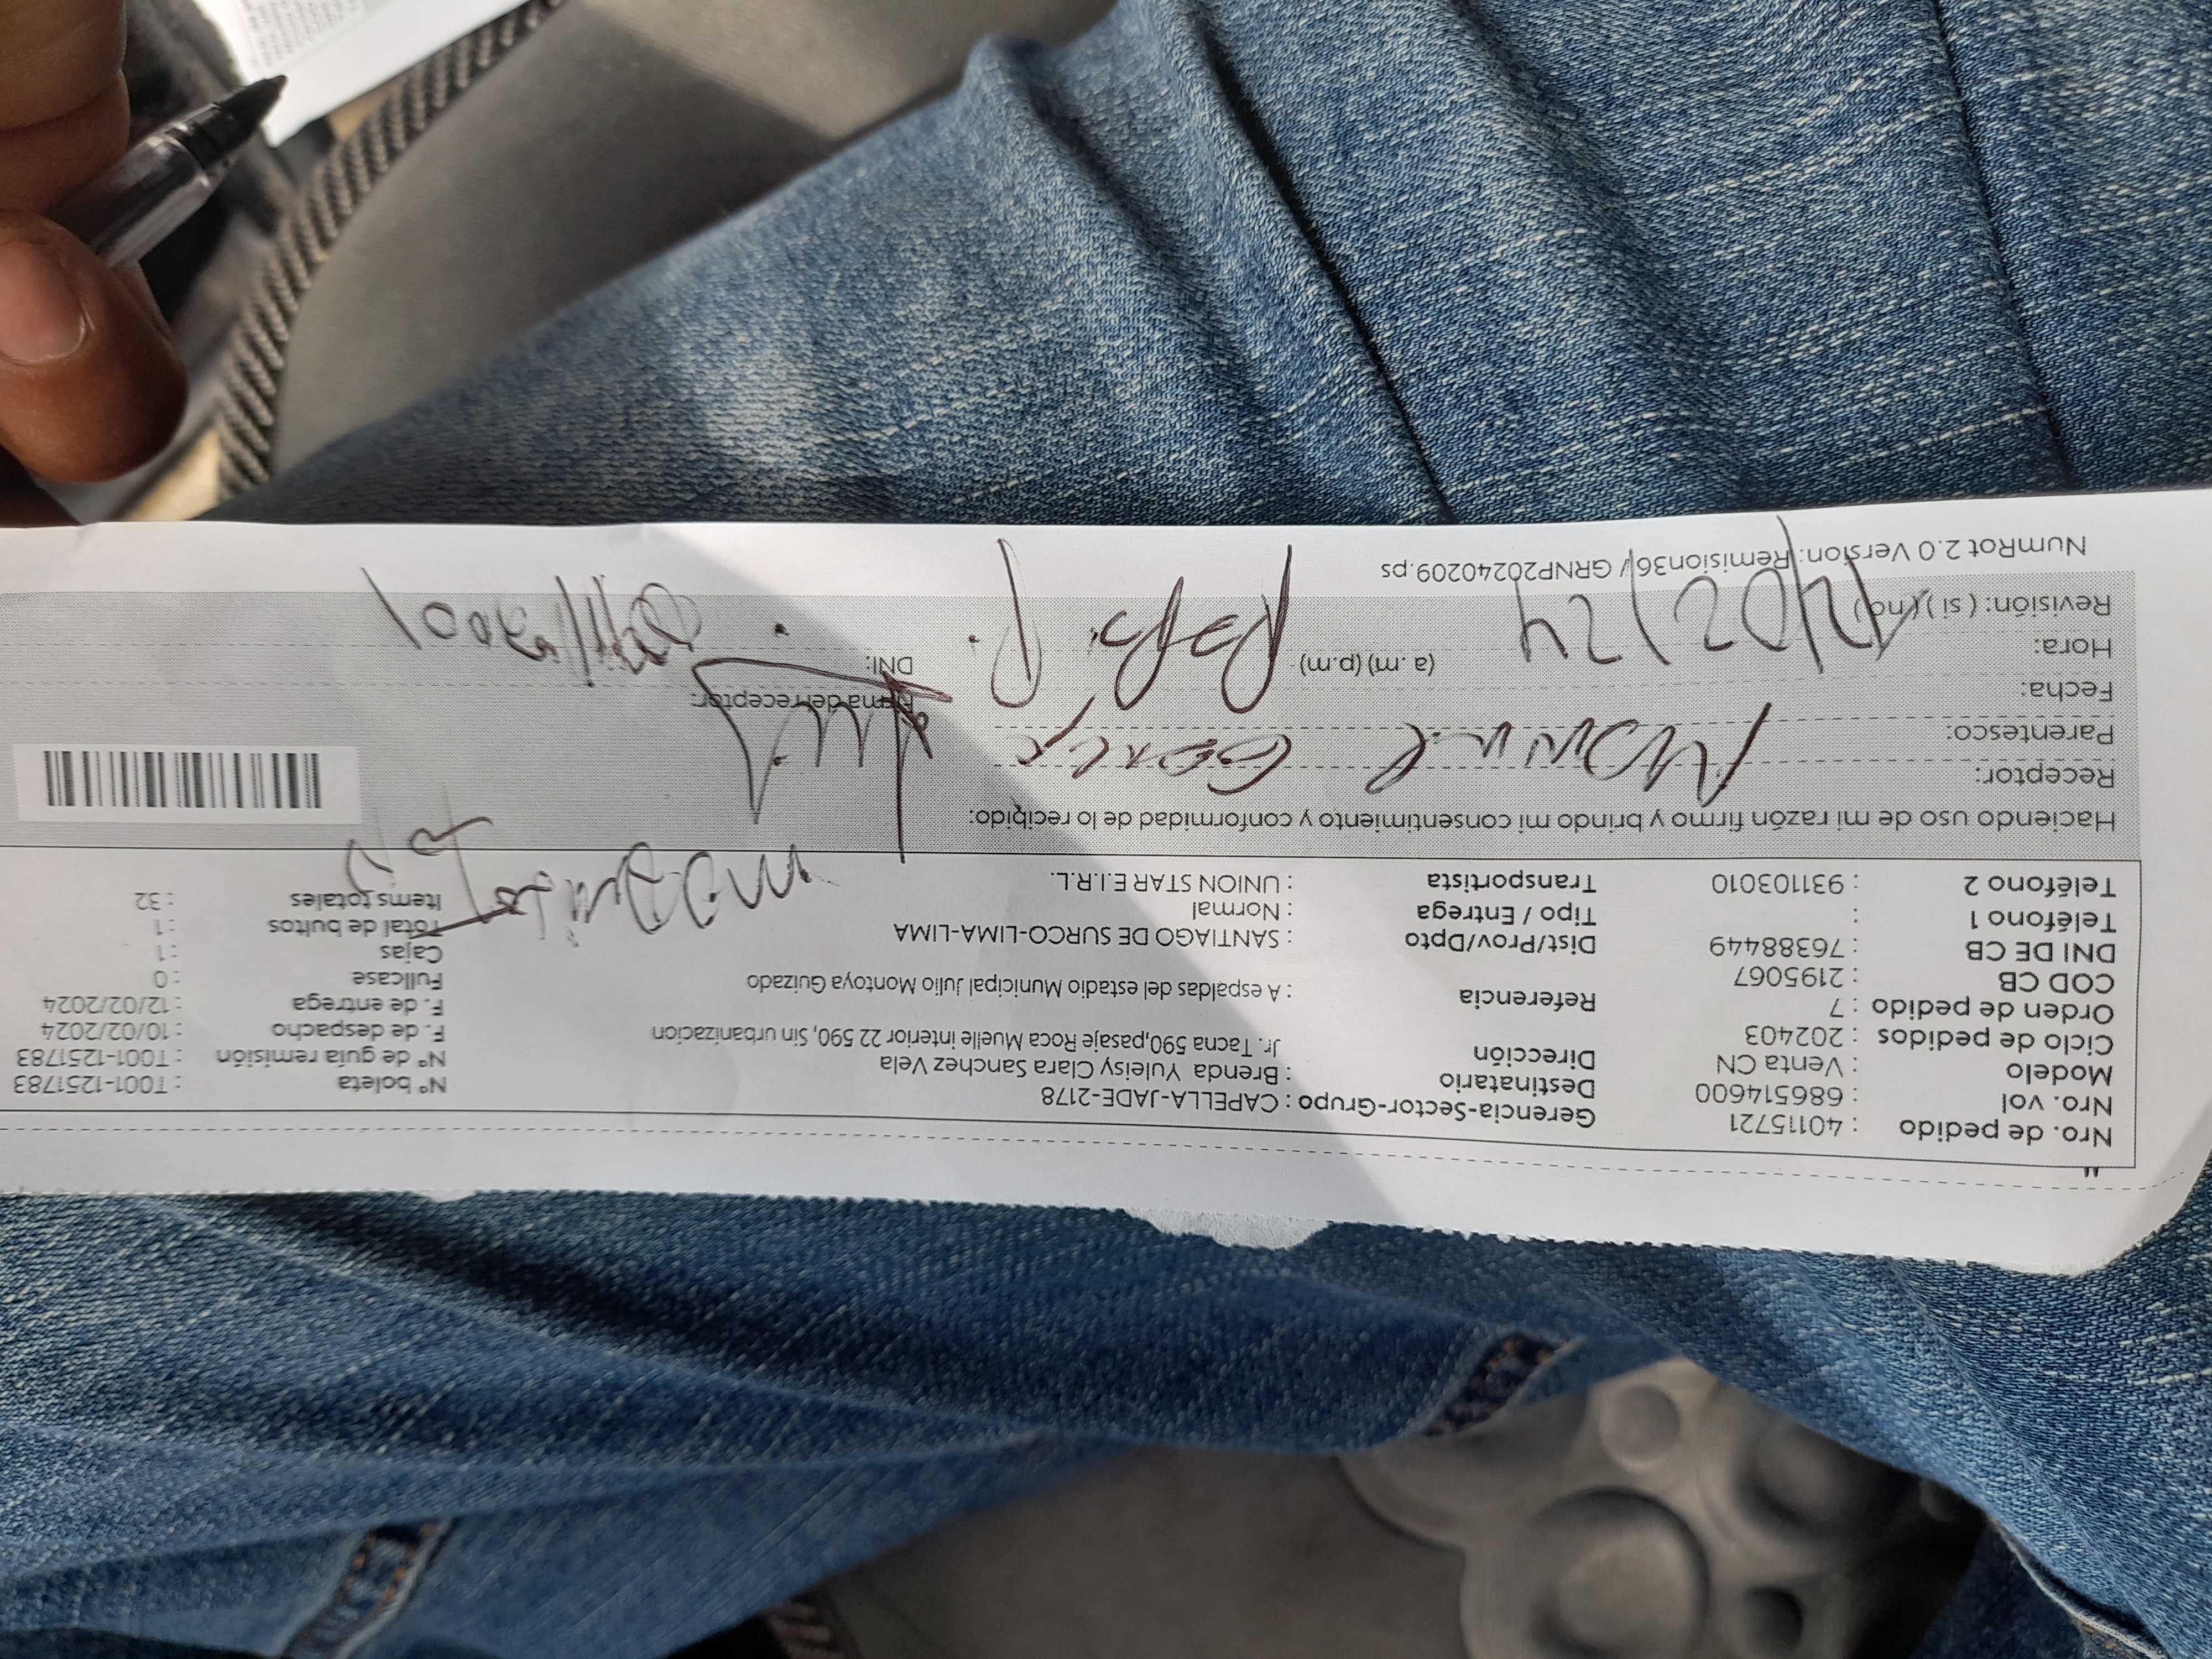 Nro. de pedido : 40115721 Gerencia-Sector-Grupo : CAPELLA-JADE-2178 Nº boleta : T001-1251783
Nro. vol : 686514600 Destinatario : Brenda Yuleisy Clara Sanchez Vela Nº de guía remisión : T001-1251783
Modelo : Venta CN Dirección Jr. Tacna 590,pasaje Roca Muelle interior 22 590, Sin urbanizacion F. de despacho : 10/02/2024
Ciclo de pedidos : 202403 F. de entrega : 12/02/2024
Orden de pedido : 7 Referencia : A espaldas del estadio Municipal Julio Montoya Guizado Fullcase : 0
COD CB : 2195067 Cajas : 1
DNI DE CB : 76388449 Dist/Prov/Dpto : SANTIAGO DE SURCO-LIMA-LIMA Total de bultos : 1
Teléfono 1 : Tipo / Entrega : Normal Items totales : 32
Teléfono 2 : 931103010 Transportista : UNION STAR E.I.R.L.
Haciendo uso de mi razón firmo y brindo mi consentimiento y conformidad de lo recibido:
Receptor:
Parentesco:
Fecha: Firma del receptor:
Hora: (a. m) (p.m) DNI:
Revisión: ( si ) ( no )
12/02/24
NumRot 2.0 Version: Remision36 / GRNP20240209.ps